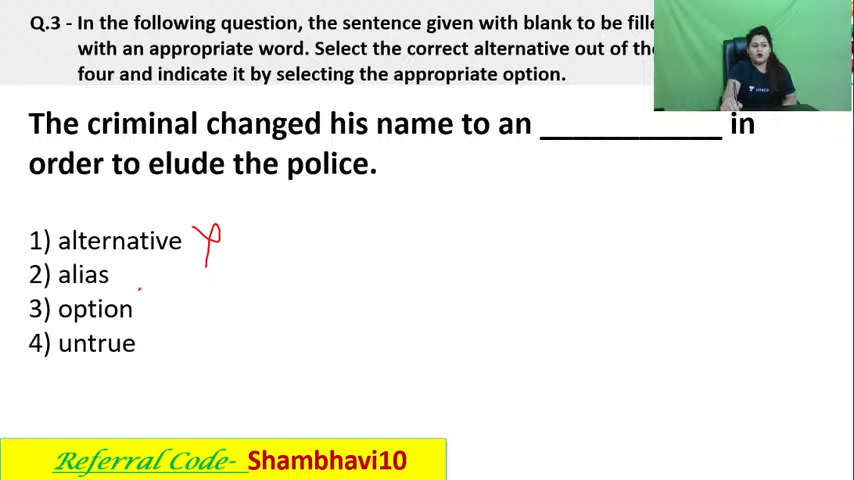 Q.3 - In the following question, the sentence given with blank to be
with an appropriate word. Select the correct alternative out of
four and indicate it by selecting the appropriate option.
The criminal changed his name to an ____________ in
order to elude the police.
1) alternative
2) alias
3) option
4) untrue
Referral Code- Shambhavi10